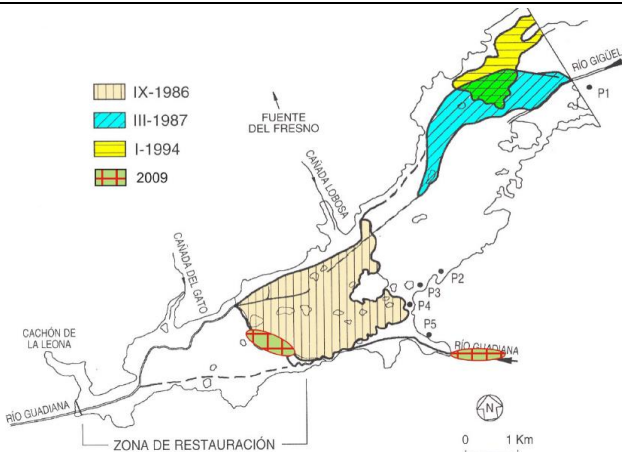 IX-1986
III-1987
I-1994
2009
FUENTE
DEL FRESNO
RÍO GIGÜEL
P1
CAÑADA LOBOSA
CAÑADA DEL GATO
P2
P3
P4
P5
RÍO GUADIANA
CACHÓN DE
LA LEONA
RÍO GUADIANA
ZONA DE RESTAURACIÓN
N
0 1 Km